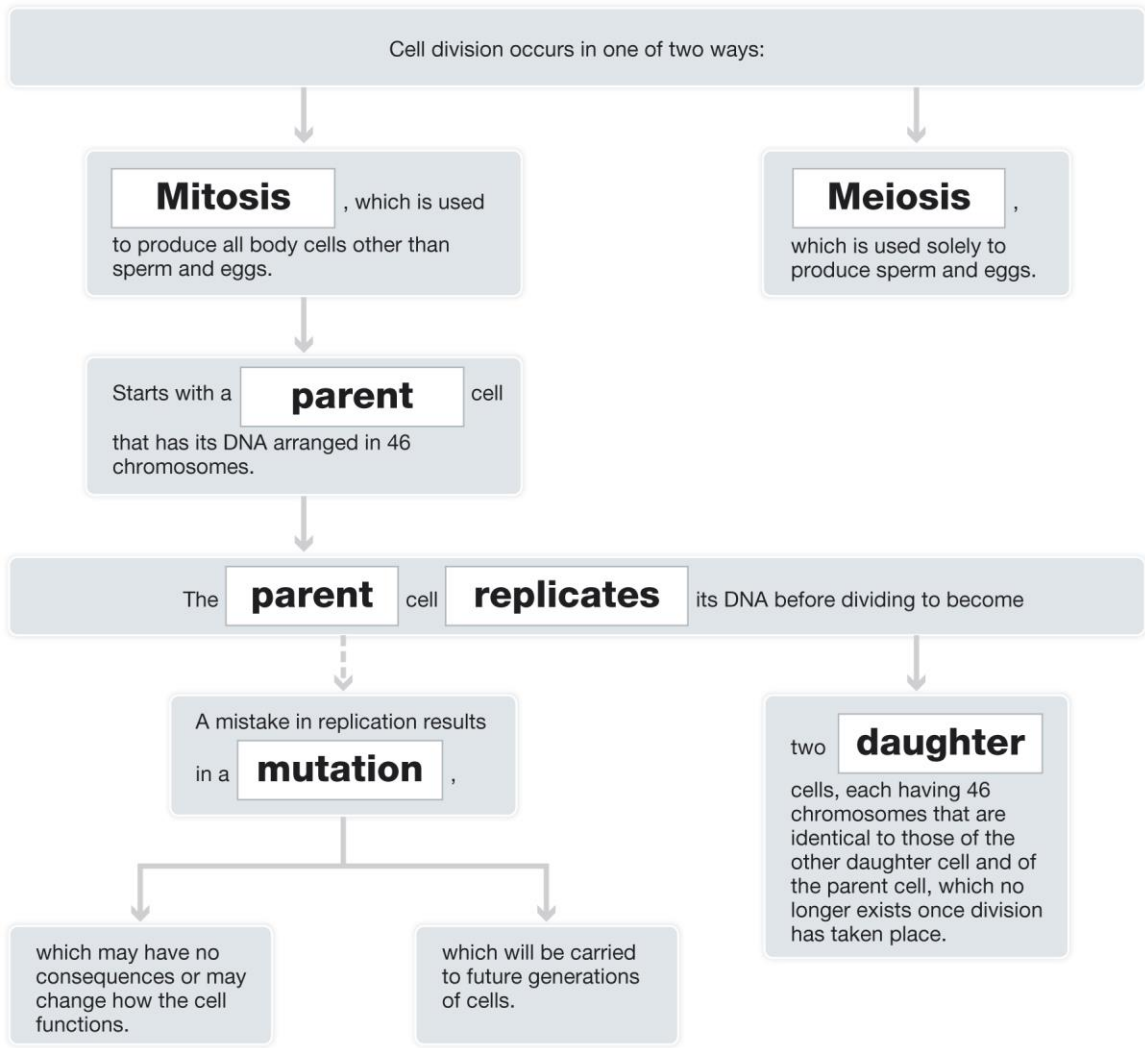 Cell division occurs in one of two ways:
Mitosis , which is used
to produce all body cells other than
sperm and eggs.
Meiosis ,
which is used solely to
produce sperm and eggs.
Starts with a parent cell
that has its DNA arranged in 46
chromosomes.
The parent cell replicates its DNA before dividing to become
A mistake in replication results
in a mutation ,
two daughter
cells, each having 46
chromosomes that are
identical to those of the
other daughter cell and of
the parent cell, which no
longer exists once division
has taken place.
which may have no
consequences or may
change how the cell
functions.
which will be carried
to future generations
of cells.